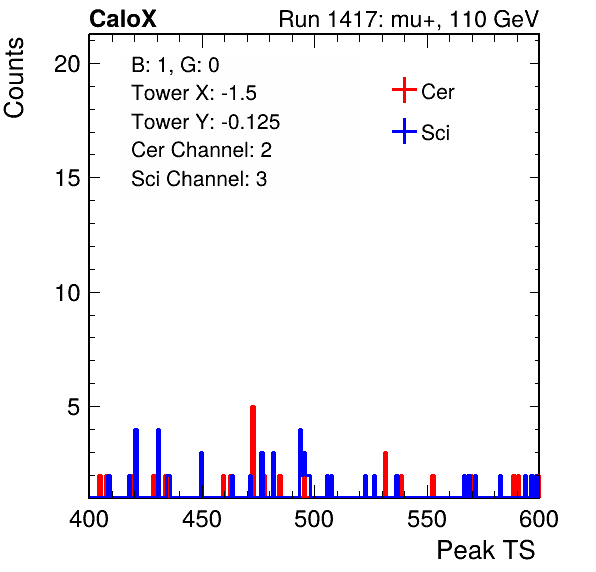 CaloX Run 1417: mu+, 110 GeV
Counts
20
15
10
5
B: 1, G: 0
Tower X: -1.5
Tower Y: -0.125
Cer Channel: 2
Sci Channel: 3
Cer
Sci
400 450 500 550 600
Peak TS